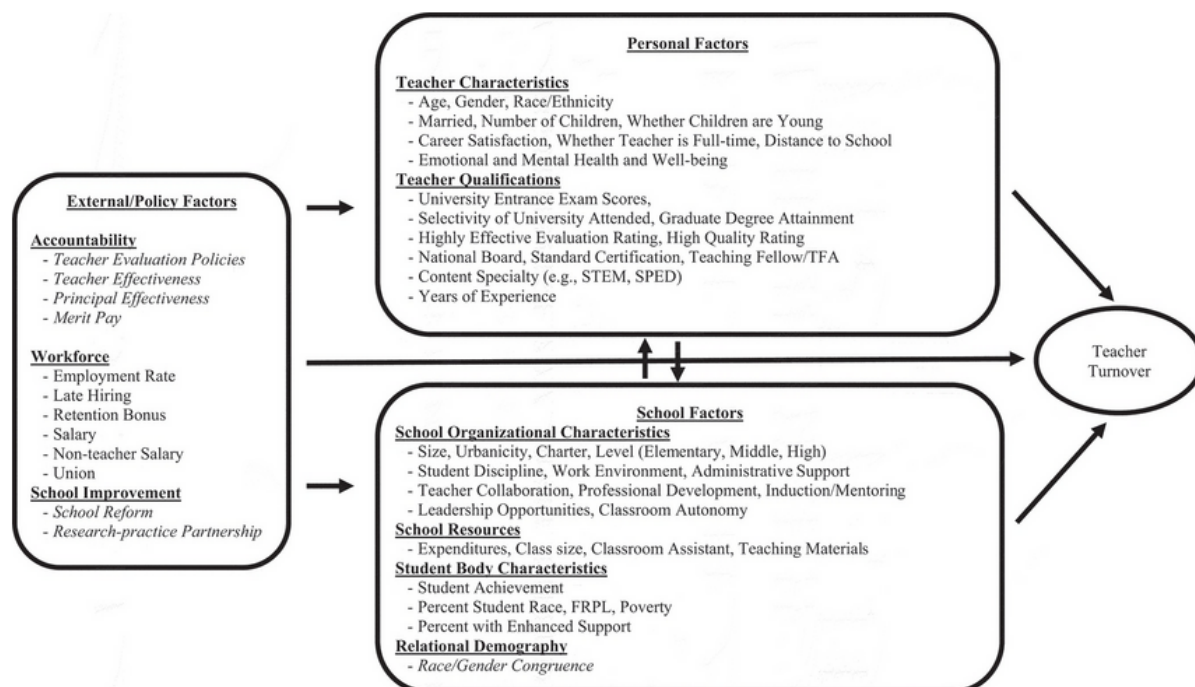 External/Policy Factors
Accountability
- Teacher Evaluation Policies
- Teacher Effectiveness
- Principal Effectiveness
- Merit Pay
Workforce
- Employment Rate
- Late Hiring
- Retention Bonus
- Salary
- Non-teacher Salary
- Union
School Improvement
- School Reform
- Research-practice Partnership
Personal Factors
Teacher Characteristics
- Age, Gender, Race/Ethnicity
- Married, Number of Children, Whether Children are Young
- Career Satisfaction, Whether Teacher is Full-time, Distance to School
- Emotional and Mental Health and Well-being
Teacher Qualifications
- University Entrance Exam Scores,
- Selectivity of University Attended, Graduate Degree Attainment
- Highly Effective Evaluation Rating, High Quality Rating
- National Board, Standard Certification, Teaching Fellow/TFA
- Content Specialty (e.g., STEM, SPED)
- Years of Experience
School Factors
School Organizational Characteristics
- Size, Urbanicity, Charter, Level (Elementary, Middle, High)
- Student Discipline, Work Environment, Administrative Support
- Teacher Collaboration, Professional Development, Induction/Mentoring
- Leadership Opportunities, Classroom Autonomy
School Resources
- Expenditures, Class size, Classroom Assistant, Teaching Materials
Student Body Characteristics
- Student Achievement
- Percent Student Race, FRPL, Poverty
- Percent with Enhanced Support
Relational Demography
- Race/Gender Congruence
Teacher
Turnover